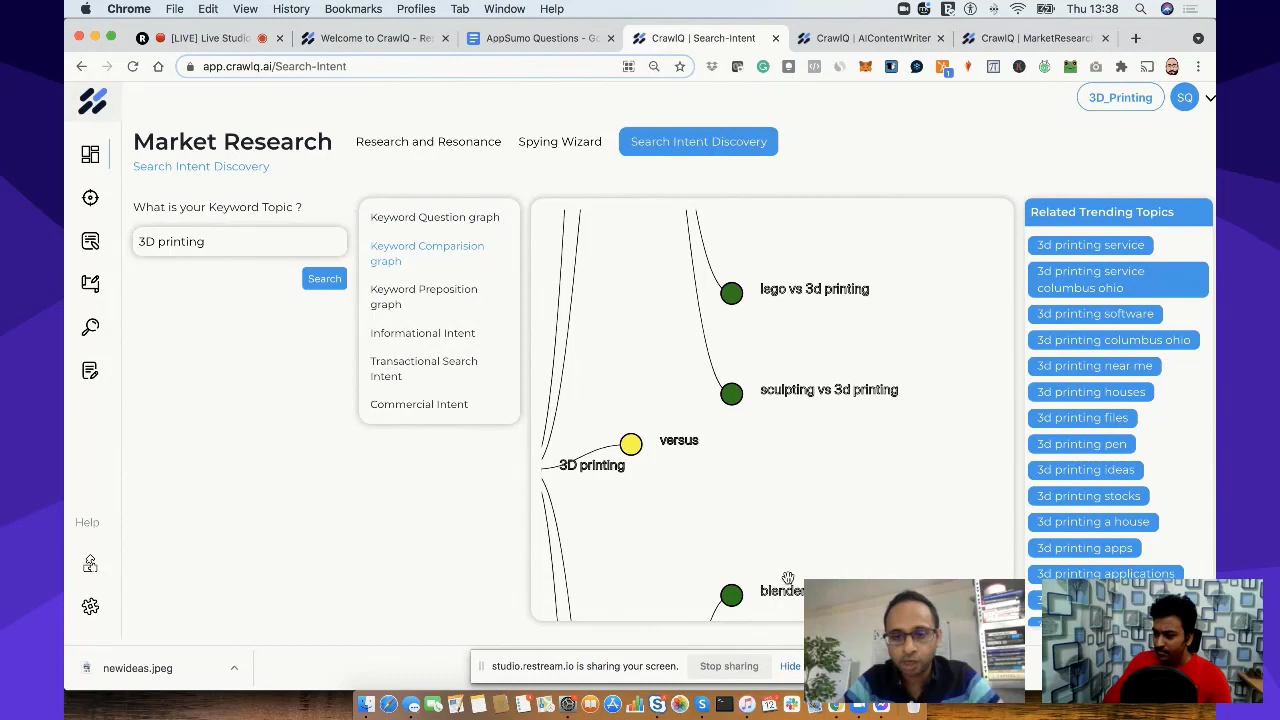 Chrome File Edit View History Bookmarks Profiles Tab Window Help Thu 13:38
[LIVE] Live Studi Welcome to CrawlQ - Re AppSumo Questions - Go CrawlQ | Search-Intent CrawlQ | AIContentWriter CrawlQ | MarketResearc
app.crawlq.ai/Search-Intent
3D_Printing SQ
Market Research Research and Resonance Spying Wizard Search Intent Discovery
Search Intent Discovery
What is your Keyword Topic ?
3D printing
Search
Keyword Question graph
Keyword Comparision
graph
Keyword Preposition
graph
Informational Intent
Transactional Search
Intent
Commercial Intent
lego vs 3d printing
sculpting vs 3d printing
versus
3D printing
blender
Related Trending Topics
3d printing service
3d printing service
columbus ohio
3d printing software
3d printing columbus ohio
3d printing near me
3d printing houses
3d printing files
3d printing pen
3d printing ideas
3d printing stocks
3d printing a house
3d printing apps
3d printing applications
Help
newideas.jpeg
studio.restream.io is sharing your screen. Stop sharing Hide